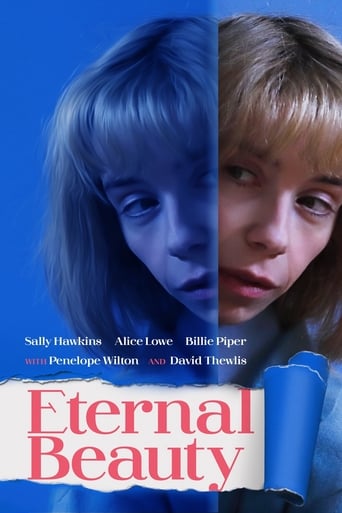 Sally Hawkins Alice Lowe Billie Piper
WITH Penelope Wilton AND David Thewlis
Eternal
Beauty